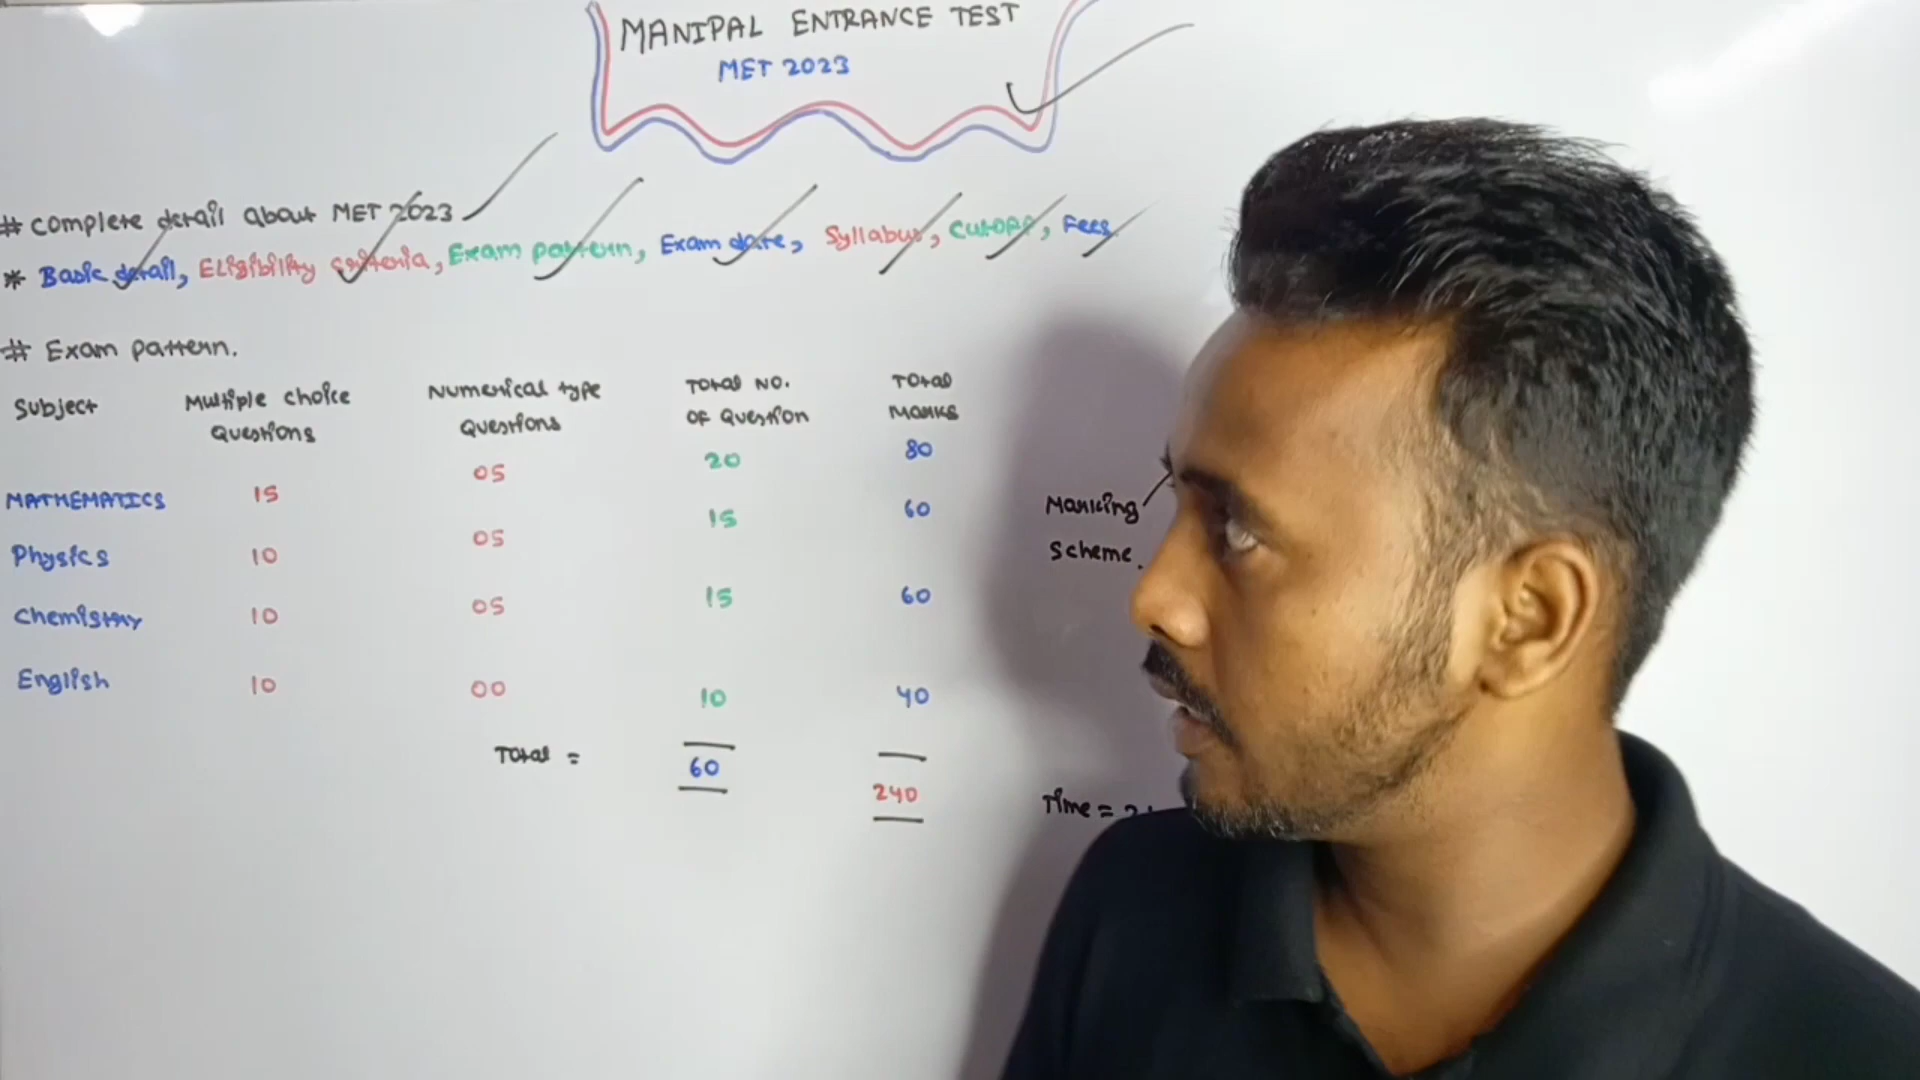 MANIPAL ENTRANCE TEST
MET 2023
# Complete detail about MET 2023
* Basic detail, Eligibility criteria, Exam pattern, Exam date, Syllabus, Cutoff, Fees
# Exam pattern.
Subject Multiple choice Questions Numerical type Questions Total No. of Question Total Marks
MATHEMATICS 15 05 20 80
Physics 10 05 15 60
Chemistry 10 05 15 60
English 10 00 10 40
Total = 60 240
Marking
Scheme.
Time =